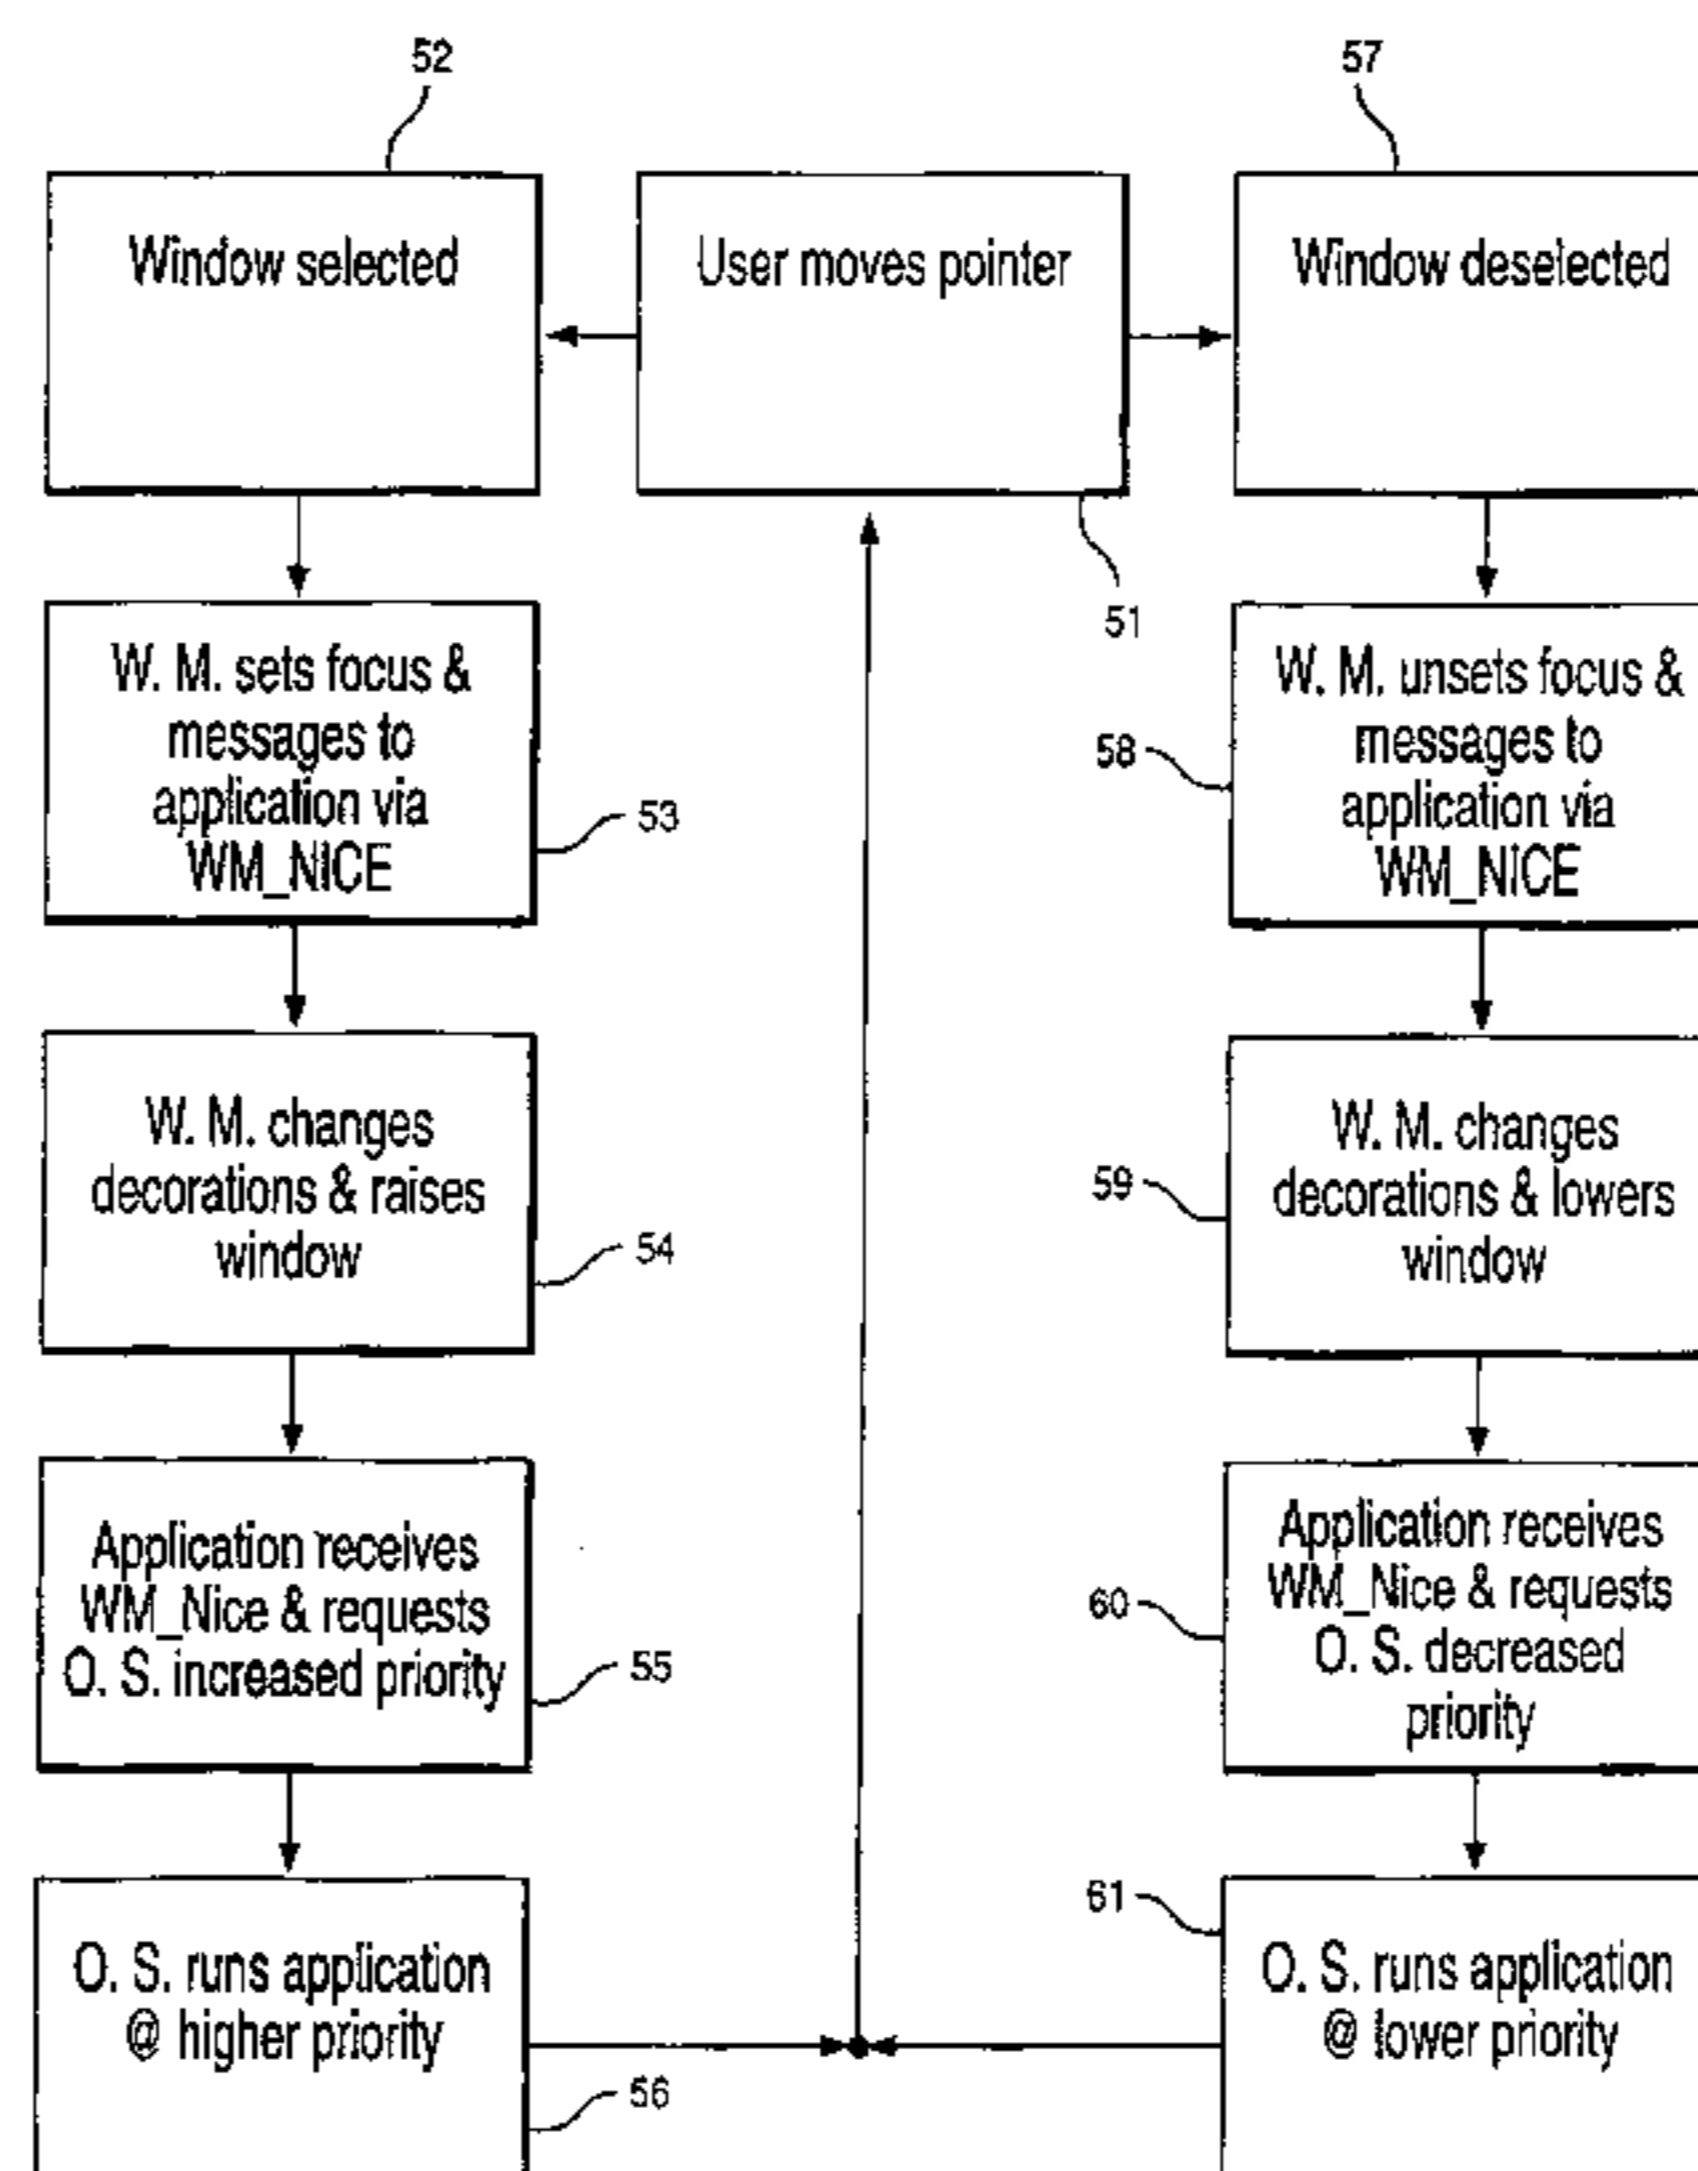 52
57
Window selected
User moves pointer
Window deselected
51
W. M. sets focus &
messages to
application via
WM_NICE
53
W. M. unsets focus &
messages to
application via
WM_NICE
58
W. M. changes
decorations & raises
window
54
W. M. changes
decorations & lowers
window
59
Application receives
WM_Nice & requests
O. S. increased priority
55
Application receives
WM_Nice & requests
O. S. decreased
priority
60
O. S. runs application
@ higher priority
56
61
O. S. runs application
@ lower priority